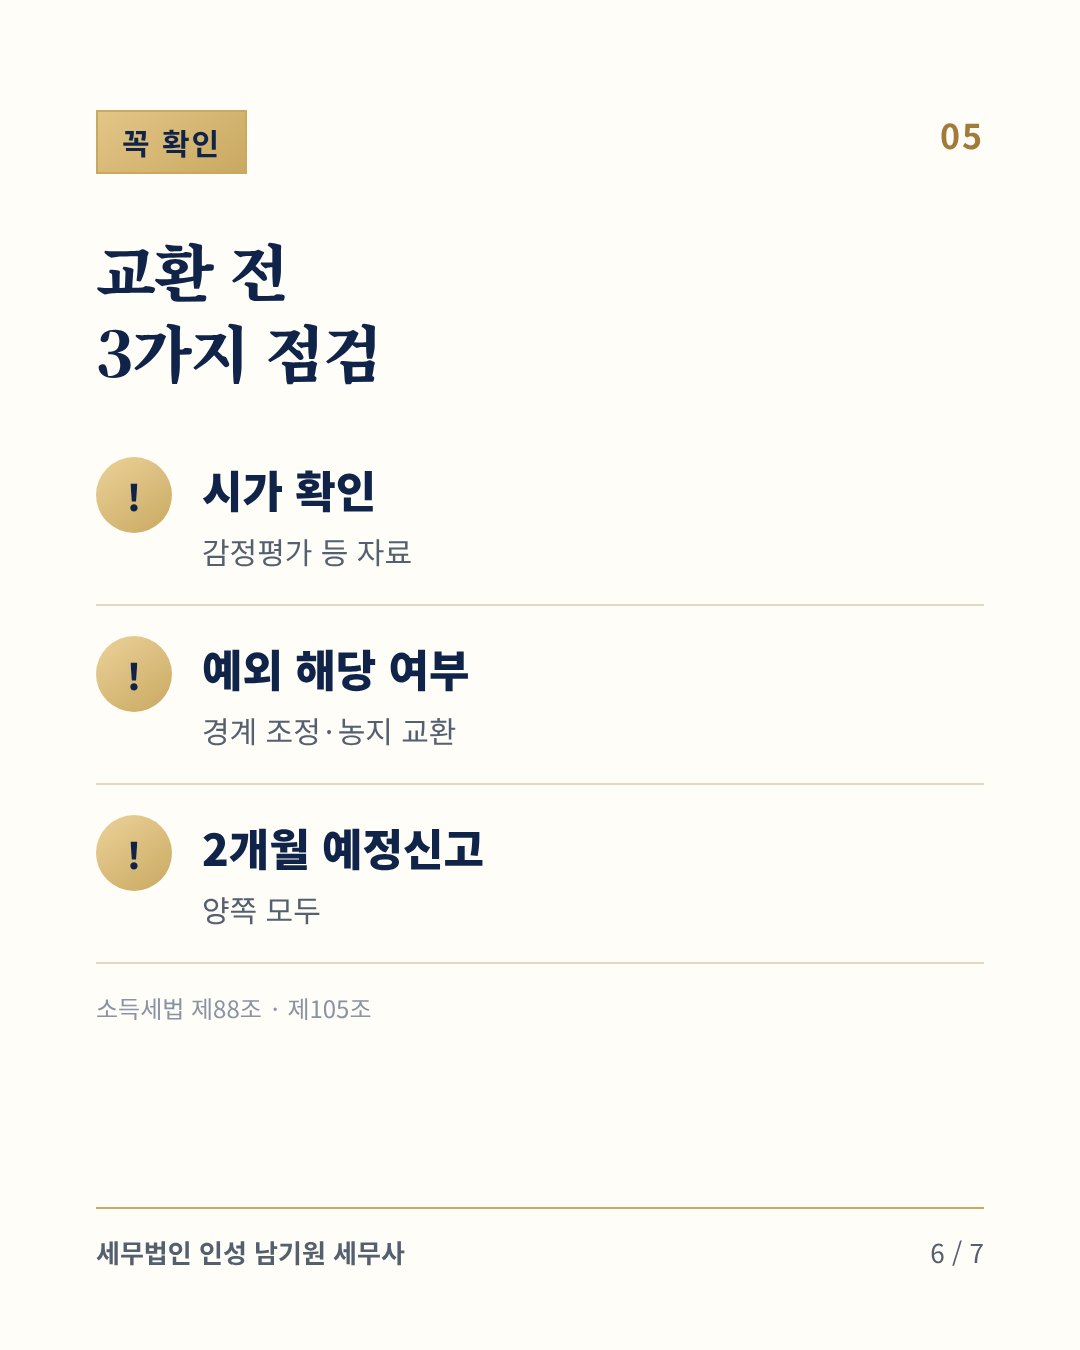 꼭 확인
05
교환 전
3가지 점검
!
시가 확인
감정평가 등 자료
!
예외 해당 여부
경계 조정·농지 교환
!
2개월 예정신고
양쪽 모두
소득세법 제88조 · 제105조
세무법인 인성 남기원 세무사
6 / 7